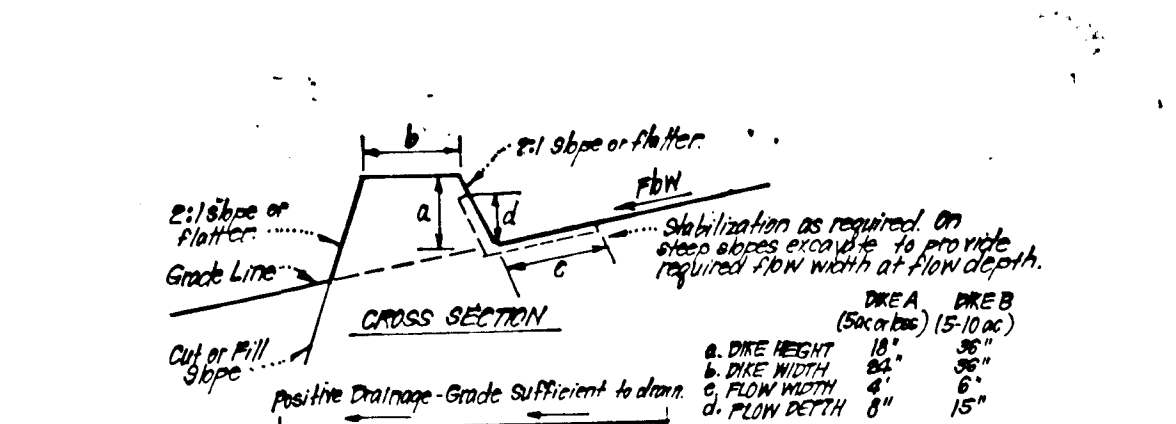 b
2:1 slope or flatter.
Flow
a
d
2:1 slope or
flatter.
Stabilization as required. On
steep slopes excavate to provide
required flow width at flow depth.
Grade Line
c
CROSS SECTION
DIKE A DIKE B
(5ac or less) (5-10 ac)
Cut or Fill
Slope
a. DIKE HEIGHT 18" 36"
b. DIKE WIDTH 24" 36"
c. FLOW WIDTH 4' 6'
d. FLOW DEPTH 8" 15"
Positive Drainage - Grade Sufficient to drain.